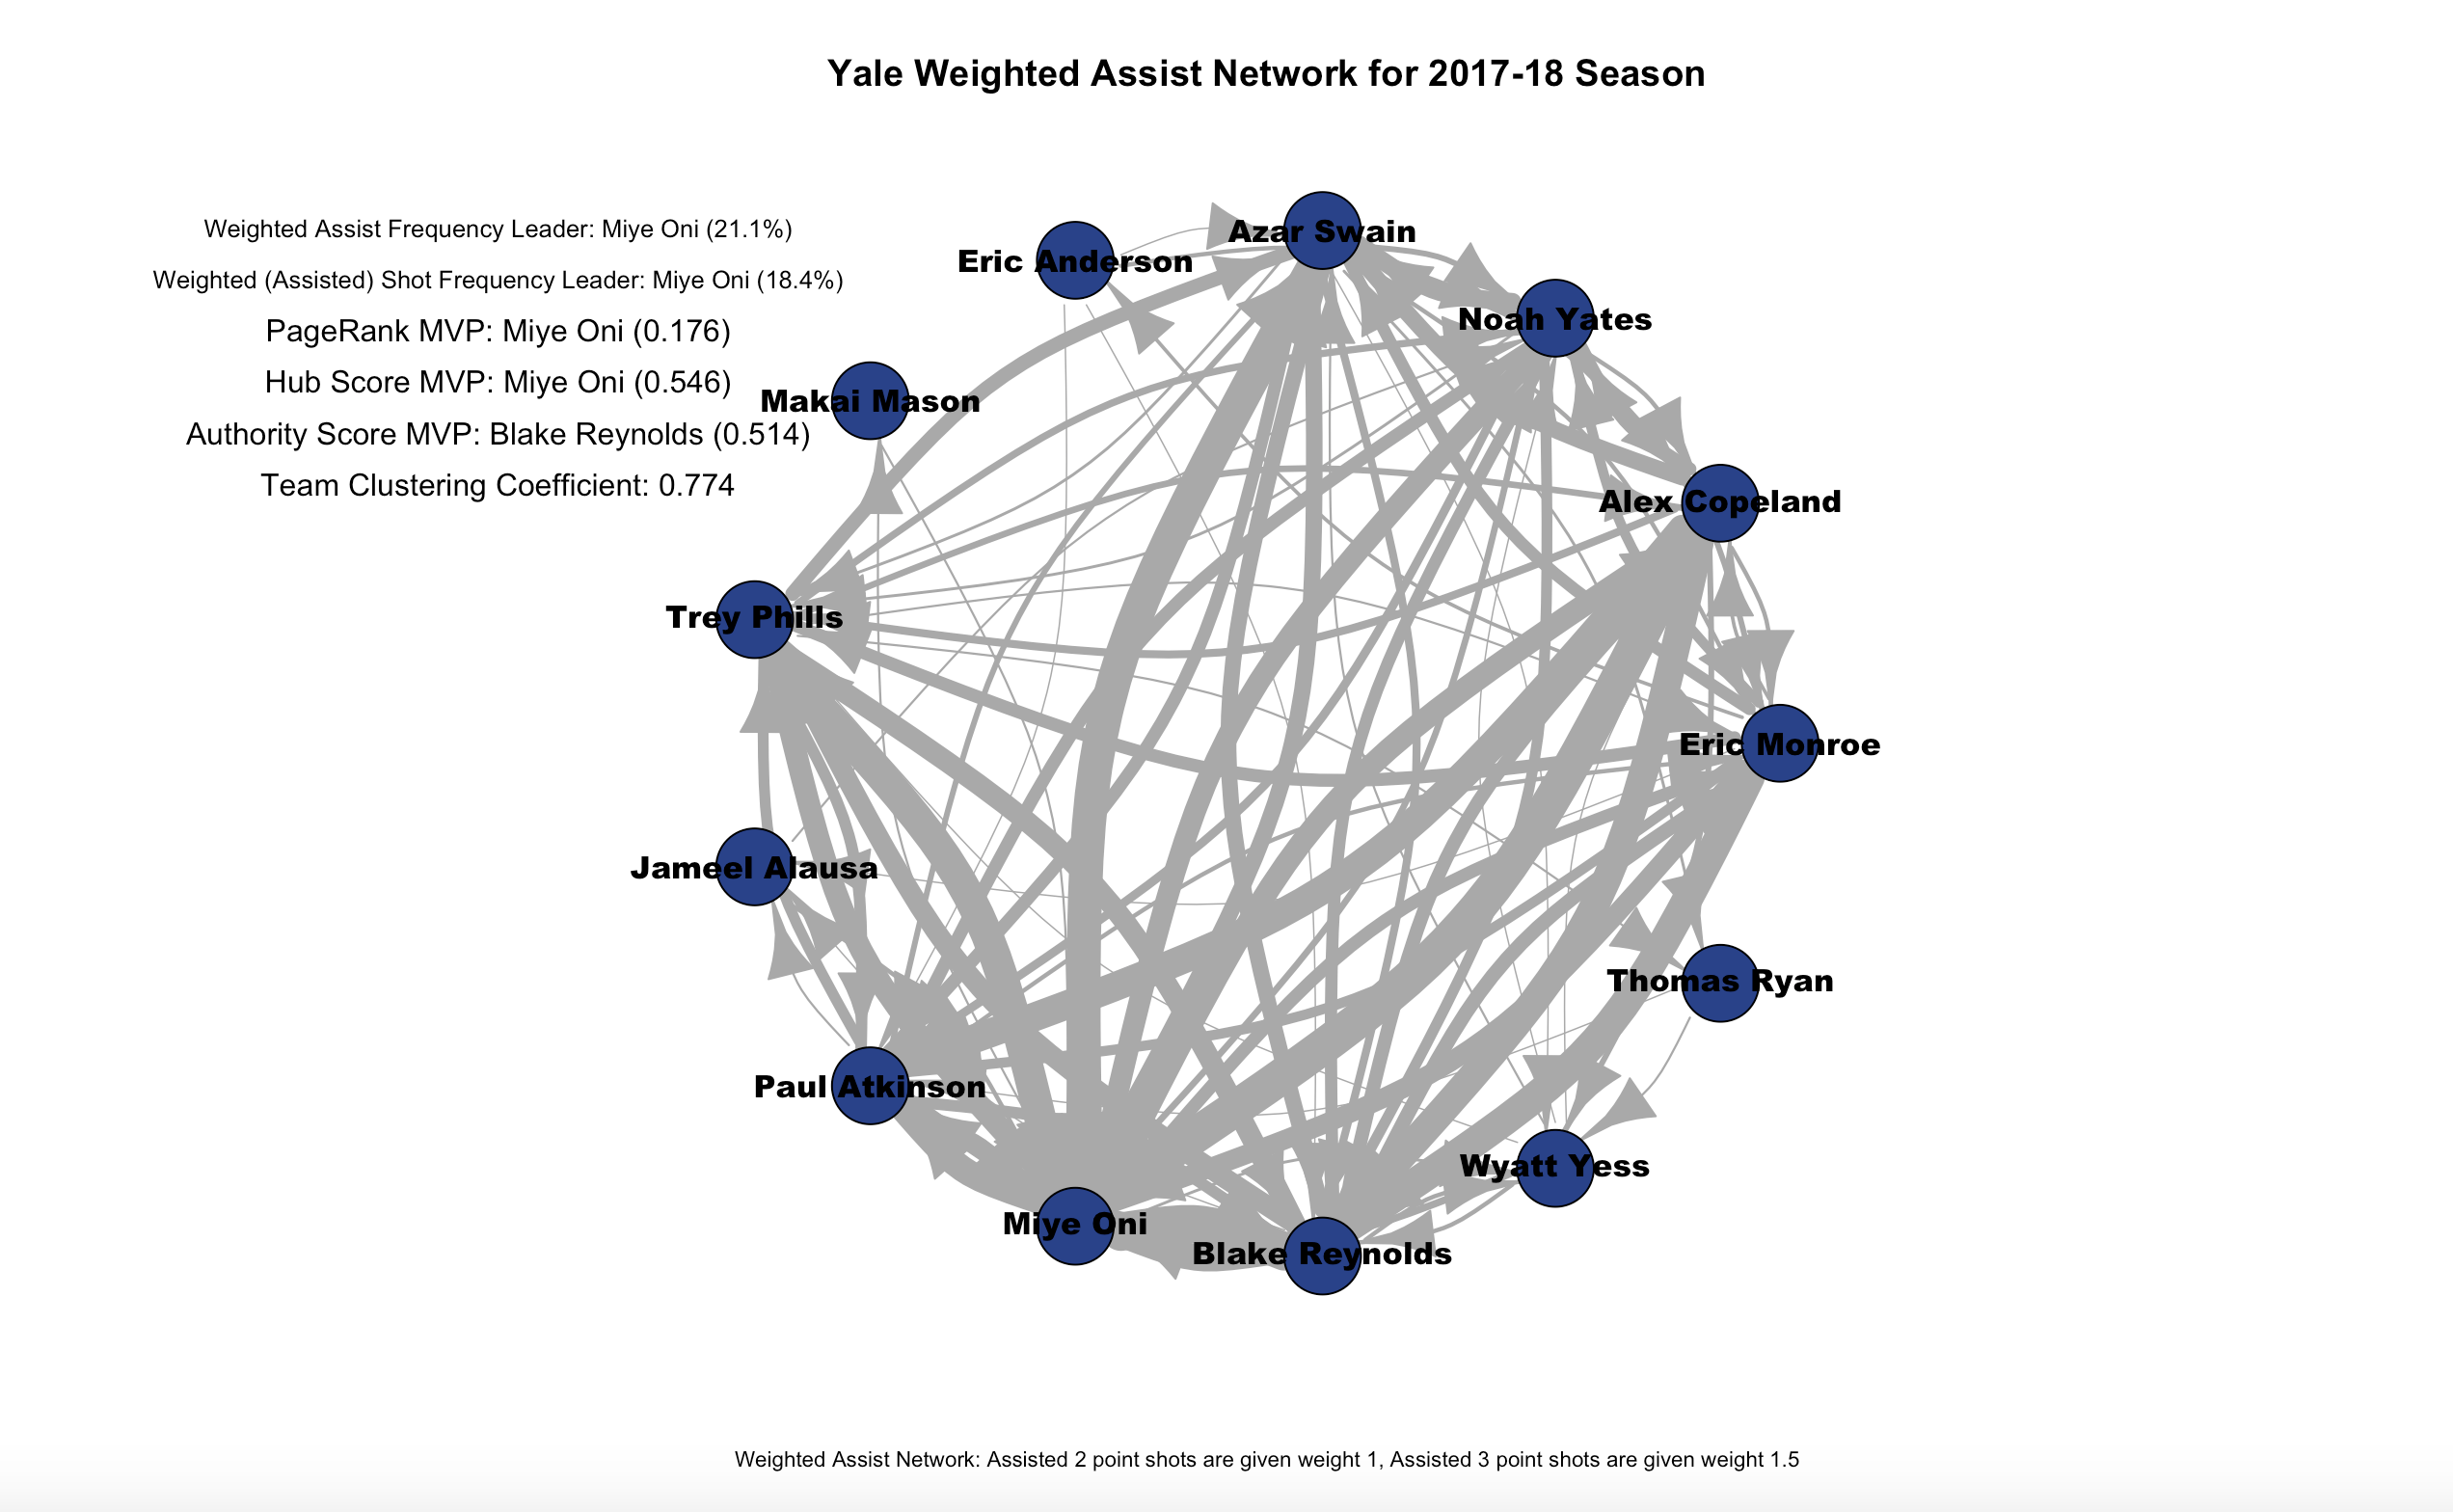 Yale Weighted Assist Network for 2017-18 Season
Weighted Assist Frequency Leader: Miye Oni (21.1%)
Weighted (Assisted) Shot Frequency Leader: Miye Oni (18.4%)
PageRank MVP: Miye Oni (0.176)
Hub Score MVP: Miye Oni (0.546)
Authority Score MVP: Blake Reynolds (0.514)
Team Clustering Coefficient: 0.774
Azar Swain
Eric Anderson
Noah Yates
Makai Mason
Alex Copeland
Trey Phills
Eric Monroe
Jameel Alausa
Thomas Ryan
Paul Atkinson
Wyatt Yess
Miye Oni
Blake Reynolds
Weighted Assist Network: Assisted 2 point shots are given weight 1, Assisted 3 point shots are given weight 1.5